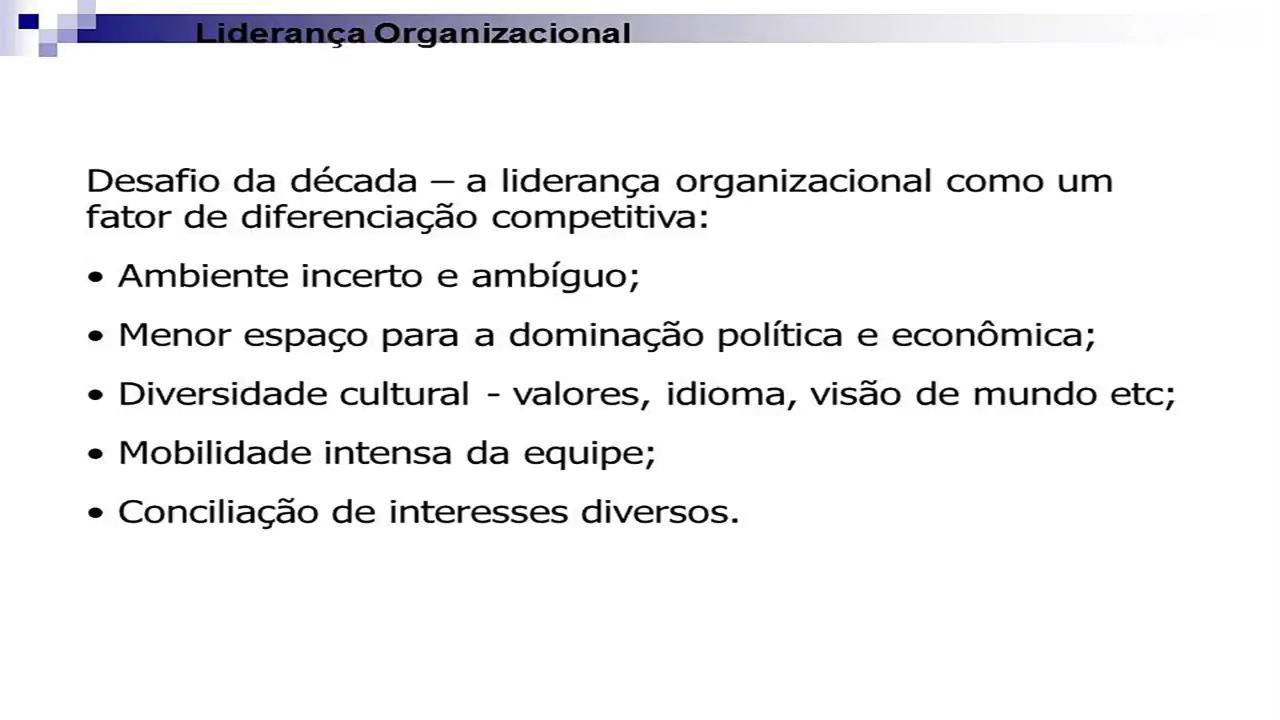 Liderança Organizacional
Desafio da década – a liderança organizacional como um
fator de diferenciação competitiva:
• Ambiente incerto e ambíguo;
• Menor espaço para a dominação política e econômica;
• Diversidade cultural - valores, idioma, visão de mundo etc;
• Mobilidade intensa da equipe;
• Conciliação de interesses diversos.